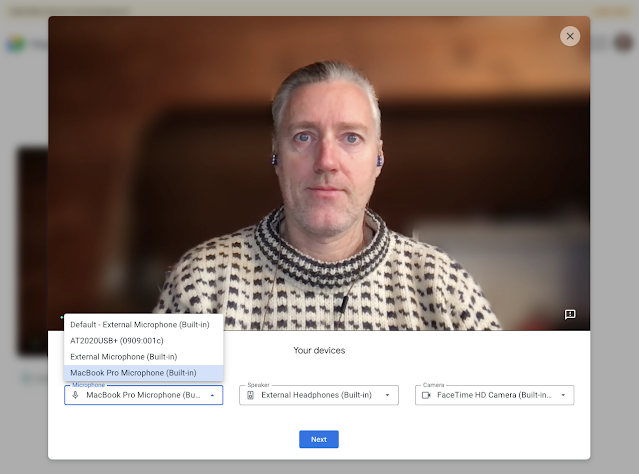 Default - External Microphone (Built-in)
AT2020USB+ (0909:001c)
External Microphone (Built-in)
MacBook Pro Microphone (Built-in)
Your devices
Microphone
MacBook Pro Microphone (Bu...
Speaker
External Headphones (Built-in)
Camera
FaceTime HD Camera (Built-in...
Next